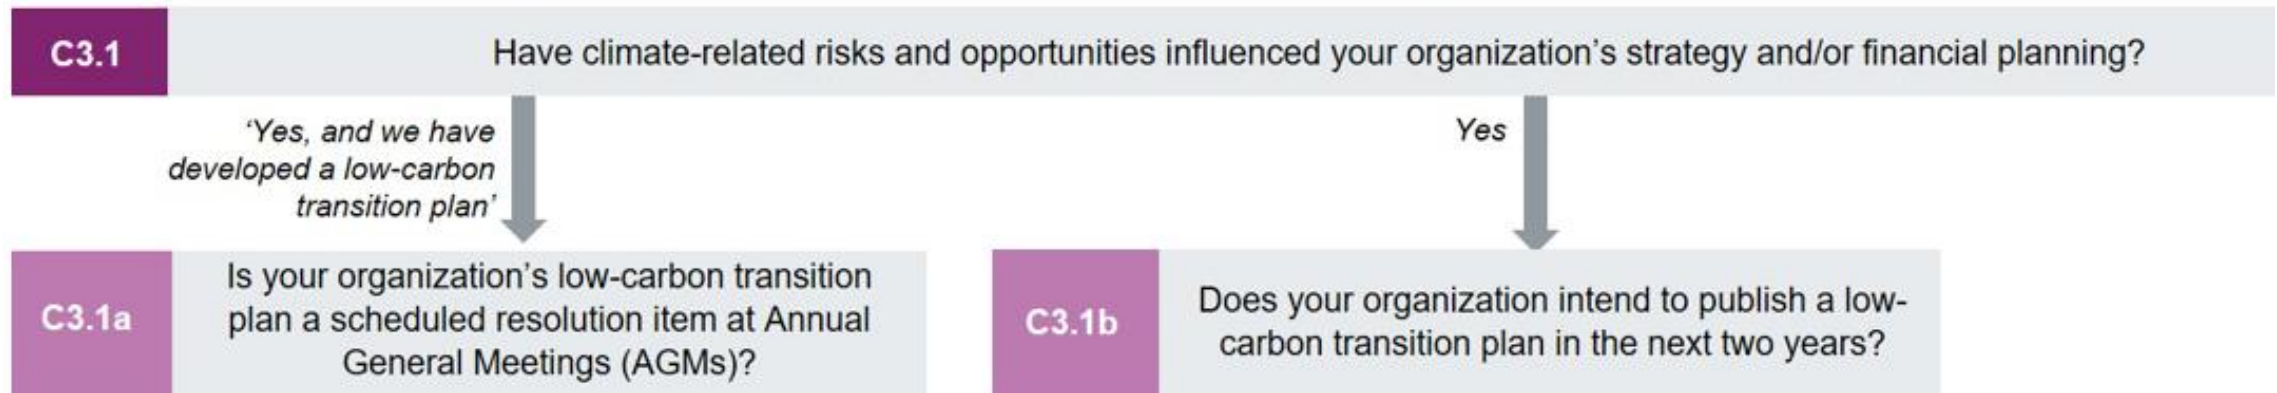 C3.1
Have climate-related risks and opportunities influenced your organization’s strategy and/or financial planning?
‘Yes, and we have
developed a low-carbon
transition plan’
Yes
C3.1a
Is your organization’s low-carbon transition
plan a scheduled resolution item at Annual
General Meetings (AGMs)?
C3.1b
Does your organization intend to publish a low-
carbon transition plan in the next two years?